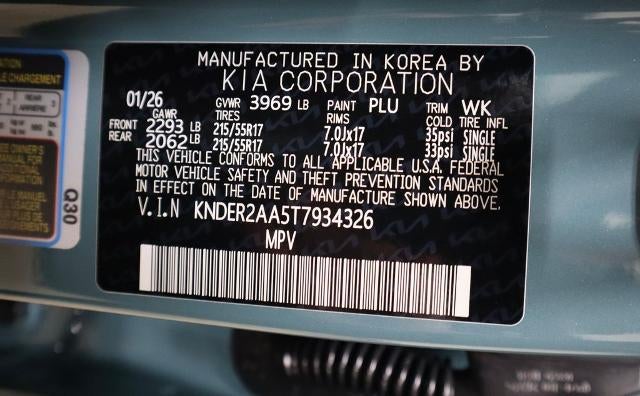 MANUFACTURED IN KOREA BY
KIA CORPORATION
01/26 GVWR 3969 LB PAINT PLU TRIM WK
GAWR TIRES RIMS COLD TIRE INFL
FRONT 2293 LB 215/55R17 7.0Jx17 35psi SINGLE
REAR 2062 LB 215/55R17 7.0Jx17 33psi SINGLE
THIS VEHICLE CONFORMS TO ALL APPLICABLE U.S.A. FEDERAL
MOTOR VEHICLE SAFETY AND THEFT PREVENTION STANDARDS
IN EFFECT ON THE DATE OF MANUFACTURE SHOWN ABOVE.
V.I.N KNDER2AA5T7934326
MPV
CHARGEMENT
REAR
ARRIERE
Q30